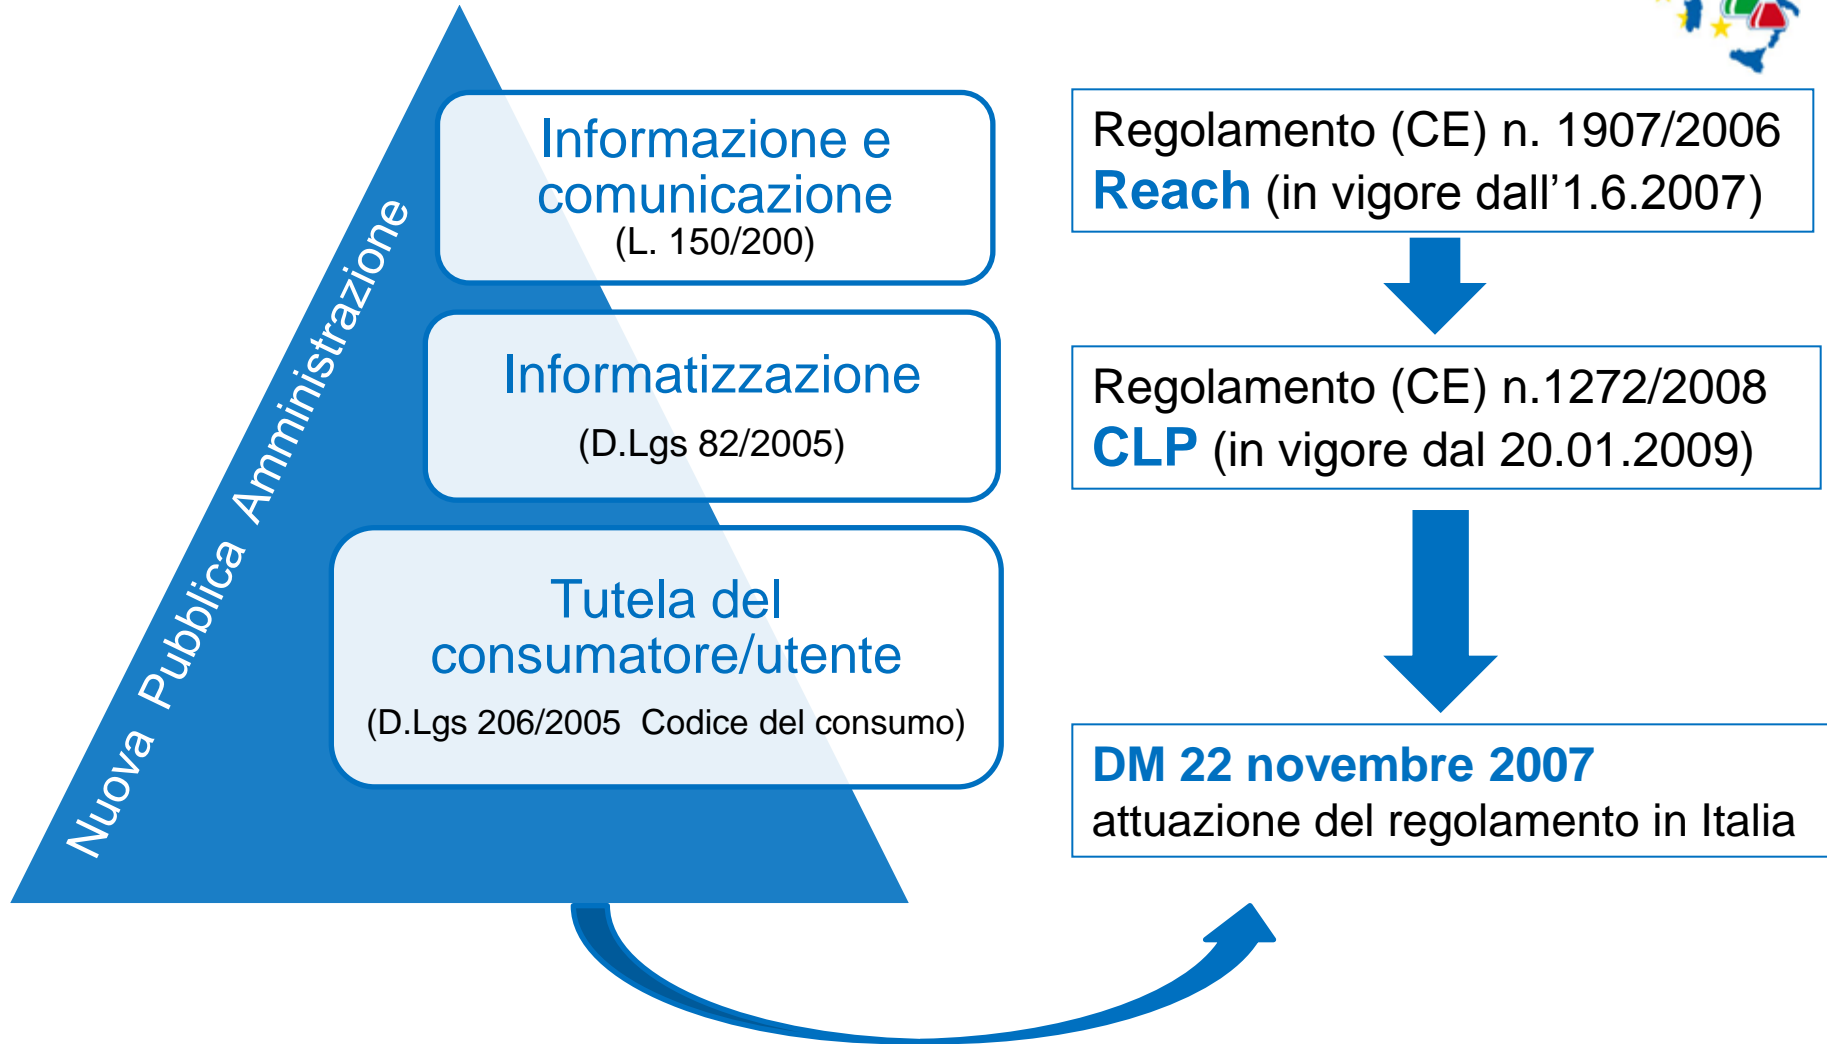 Nuova Pubblica Amministrazione
Informazione e
comunicazione
(L. 150/200)
Informatizzazione
(D.Lgs 82/2005)
Tutela del
consumatore/utente
(D.Lgs 206/2005 Codice del consumo)
Regolamento (CE) n. 1907/2006
Reach (in vigore dall’1.6.2007)
Regolamento (CE) n.1272/2008
CLP (in vigore dal 20.01.2009)
DM 22 novembre 2007
attuazione del regolamento in Italia